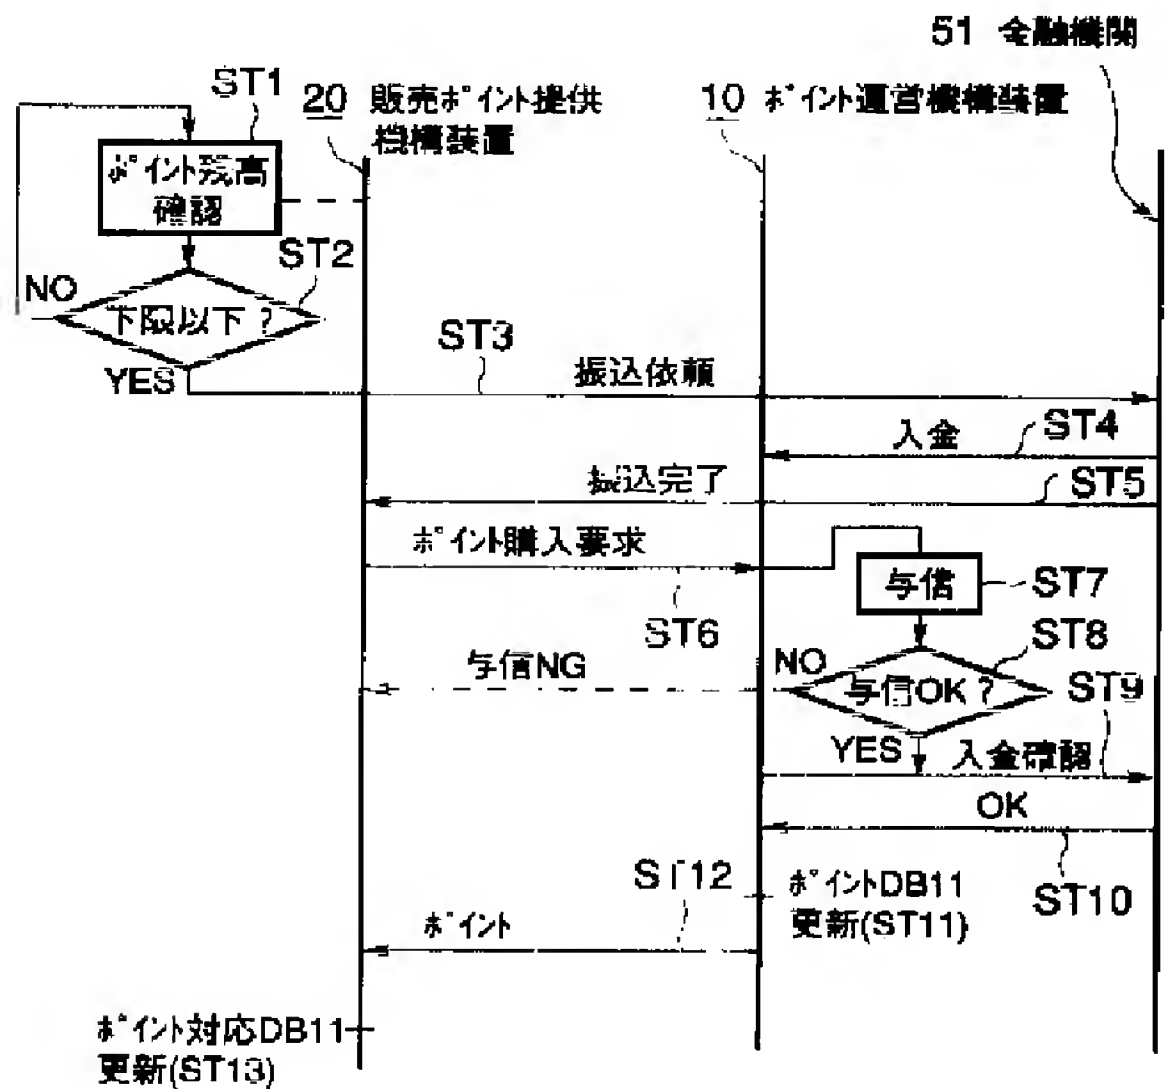 51 金融機関
ST1
20 販売ポイント提供
機構装置
10 ポイント運営機構装置
ポイント残高
確認
ST2
NO
下限以下?
YES
ST3
振込依頼
入金
ST4
振込完了
ST5
ポイント購入要求
与信
ST7
ST6
ST8
与信NG
NO
与信OK?
ST9
YES
入金確認
OK
ST12
ポイントDB11
更新(ST11)
ST10
ポイント
ポイント対応DB11
更新(ST13)